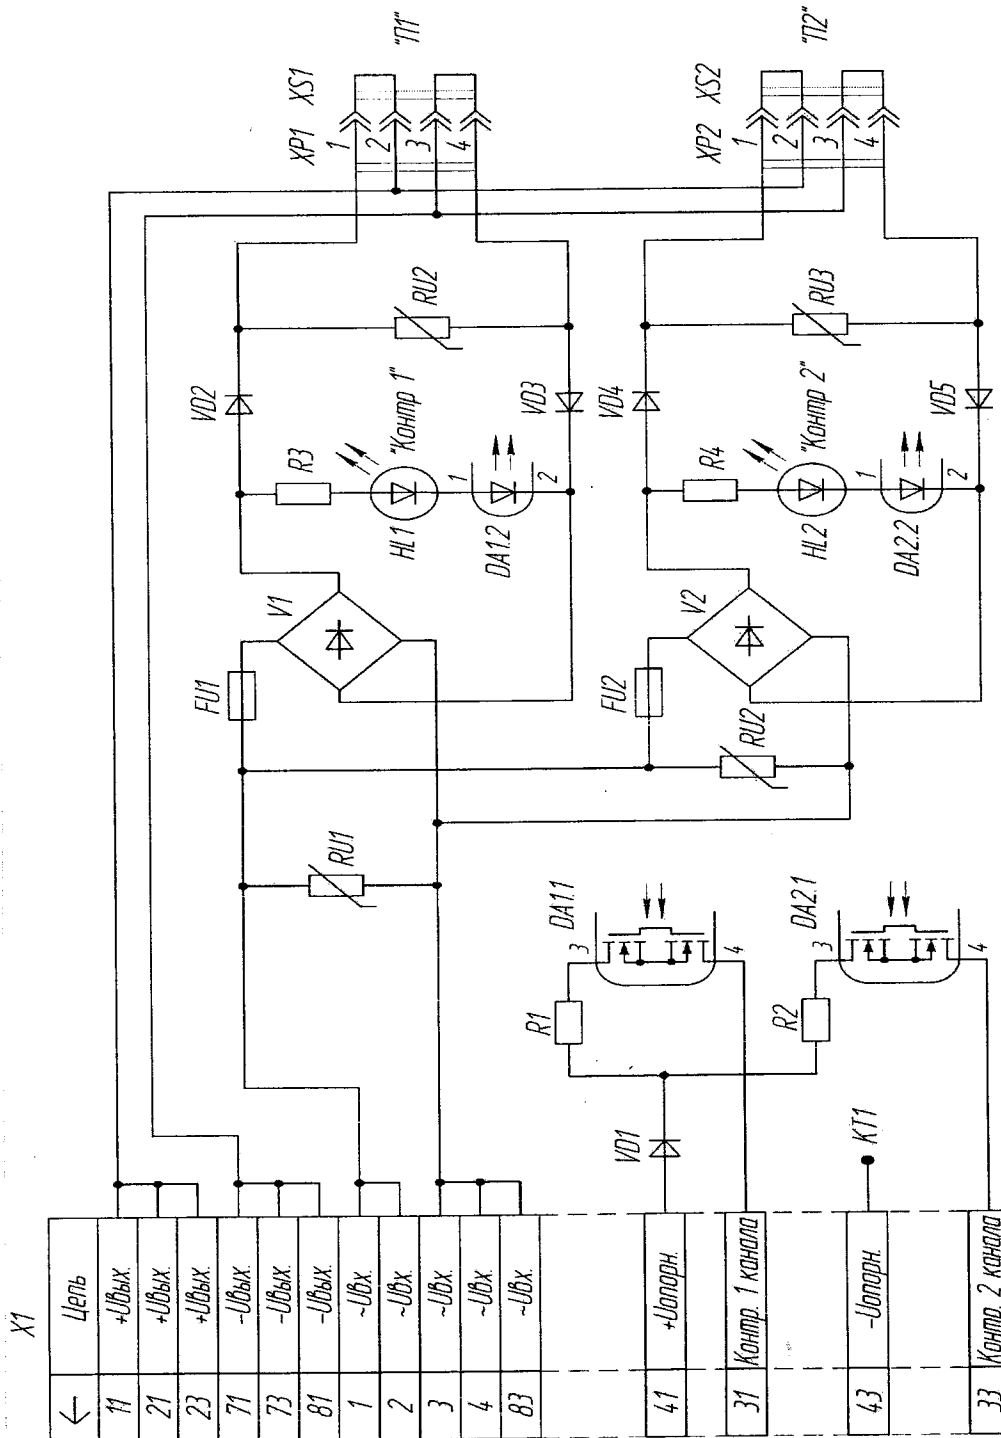 X1
← Цепь
11 +Uвых.
21 +Uвых.
23 +Uвых.
71 -Uвых.
73 -Uвых.
81 -Uвых.
1 ~Uвх.
2 ~Uвх.
3 ~Uвх.
4 ~Uвх.
83 ~Uвх.
41 +Uопорн.
31 Контр. 1 канала
43 -Uопорн.
33 Контр. 2 канала
FU1
V1
RU1
VD2
R3
HL1
"Контр 1"
DA1.2
1
2
VD3
RU2
XP1 XS1
1
2
3
4
"П1"
FU2
V2
RU2
VD4
R4
HL2
"Контр 2"
DA2.2
1
2
VD5
RU3
XP2 XS2
1
2
3
4
"П2"
VD1
R1
DA1.1
3
4
R2
DA2.1
3
4
KT1